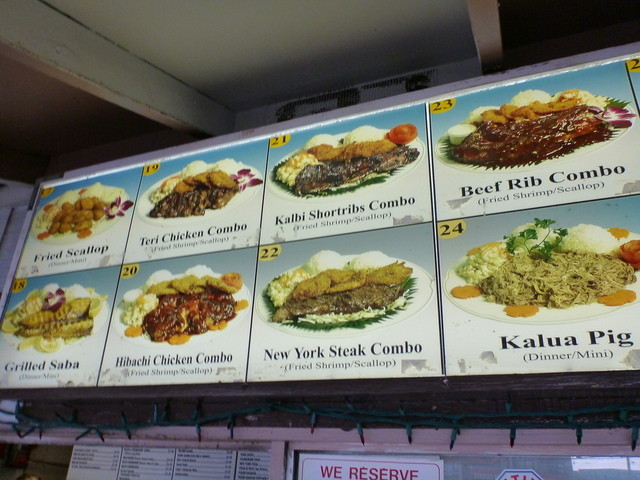 Fried Scallop
(Dinner/Mini)
19
Teri Chicken Combo
(Fried Shrimp/Scallop)
21
Kalbi Shortribs Combo
(Fried Shrimp/Scallop)
23
Beef Rib Combo
(Fried Shrimp/Scallop)
18
Grilled Saba
(Dinner/Mini)
20
Hibachi Chicken Combo
(Fried Shrimp/Scallop)
22
New York Steak Combo
(Fried Shrimp/Scallop)
24
Kalua Pig
(Dinner/Mini)
WE RESERVE